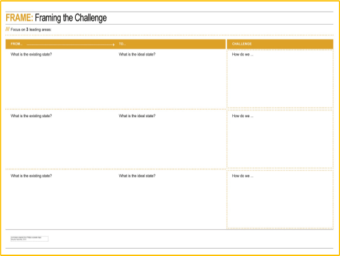 FRAME: Framing the Challenge
Focus on 3 leading areas
FROM TO CHALLENGE
What is the existing state? What is the ideal state? How do we ...
What is the existing state? What is the ideal state? How do we ...
What is the existing state? What is the ideal state? How do we ...